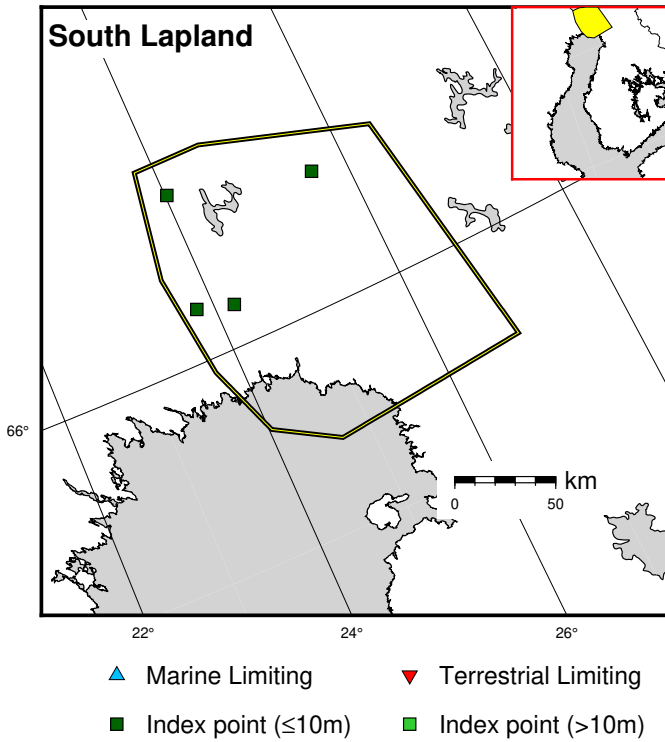 South Lapland
66°
km
0 50
22° 24° 26°
Marine Limiting Terrestrial Limiting
Index point (≤10m) Index point (>10m)